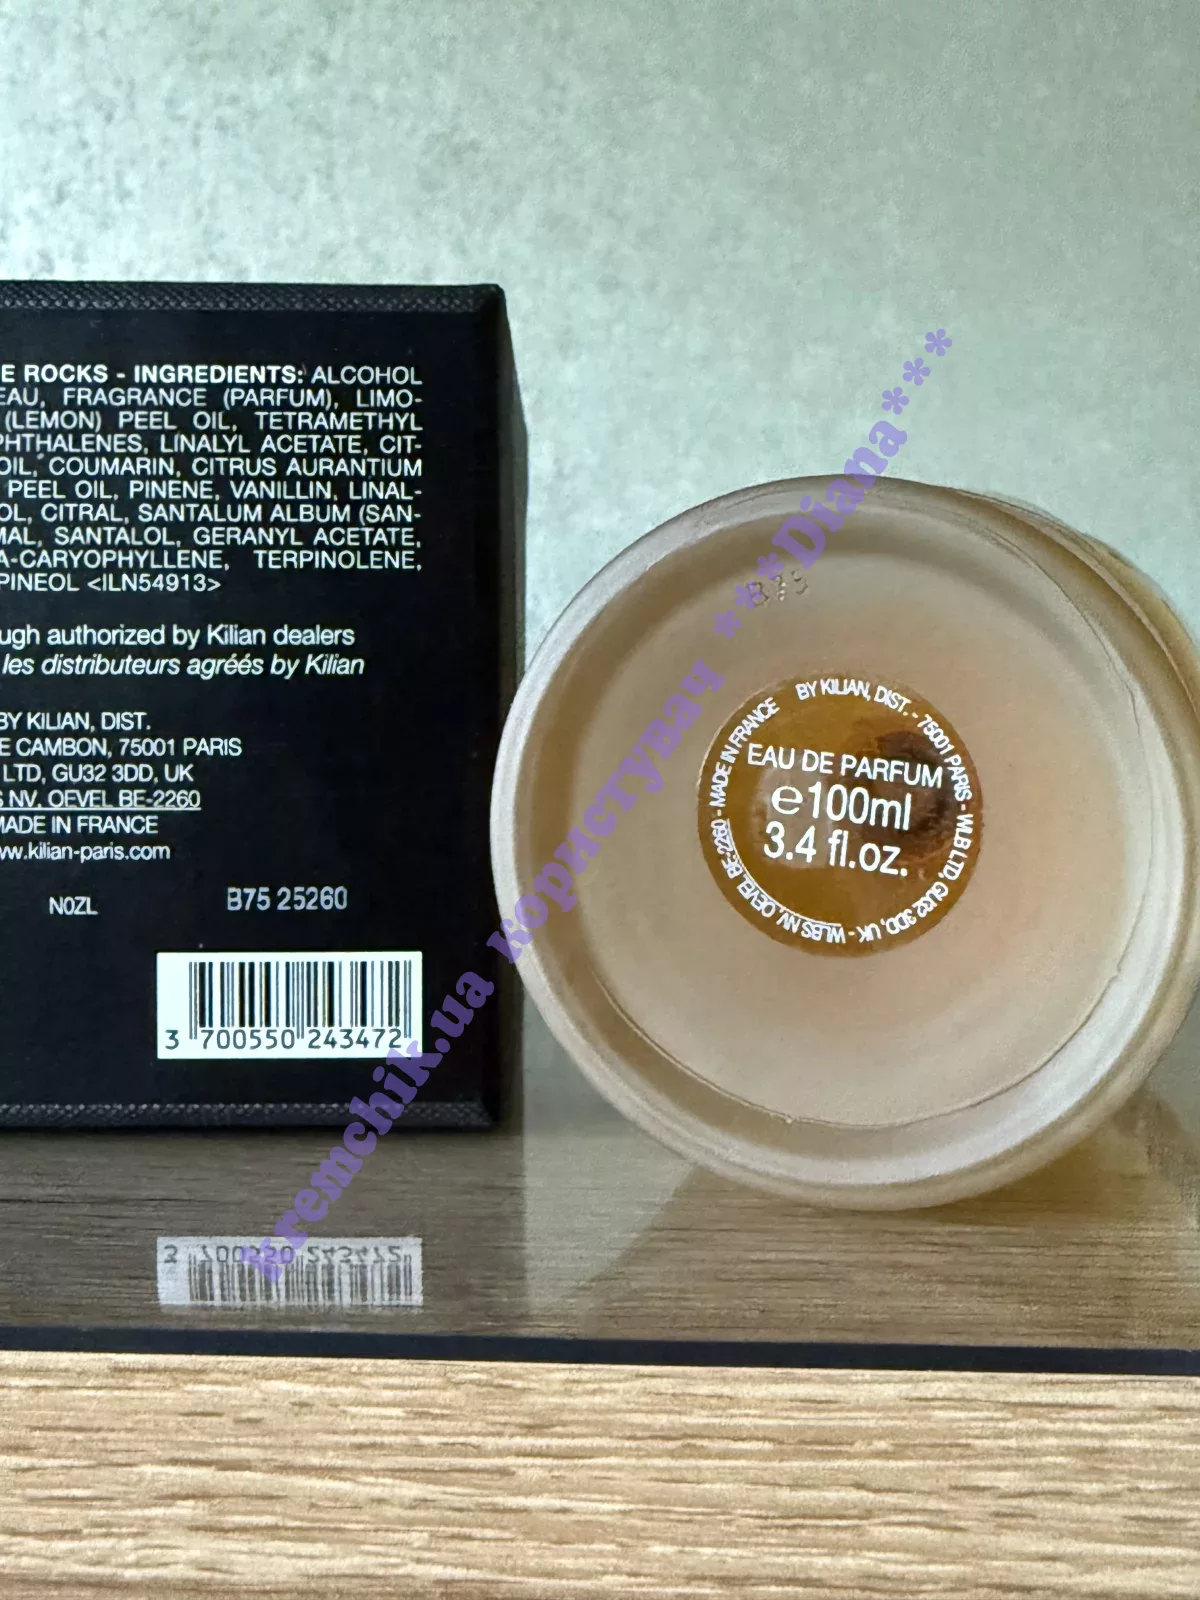 E ROCKS - INGREDIENTS: ALCOHOL
EAU, FRAGRANCE (PARFUM), LIMO-
(LEMON) PEEL OIL, TETRAMETHYL
PHTHALENES, LINALYL ACETATE, CIT-
OIL, COUMARIN, CITRUS AURANTIUM
PEEL OIL, PINENE, VANILLIN, LINAL-
OL, CITRAL, SANTALUM ALBUM (SAN-
MAL, SANTALOL, GERANYL ACETATE,
A-CARYOPHYLLENE, TERPINOLENE,
PINEOL <ILN54913>
ugh authorized by Kilian dealers
les distributeurs agréés by Kilian
BY KILIAN, DIST.
E CAMBON, 75001 PARIS
LTD, GU32 3DD, UK
S NV, OEVEL BE-2260
MADE IN FRANCE
ww.kilian-paris.com
N0ZL B75 25260
3 700550 243472
B75
BY KILIAN, DIST. - 75001 PARIS - WLB LTD, GU32 3DD, UK - WLBS NV, OEVEL BE-2260 - MADE IN FRANCE
EAU DE PARFUM
e100ml
3.4 fl.oz.
kremchik.ua користувач ***Diana***